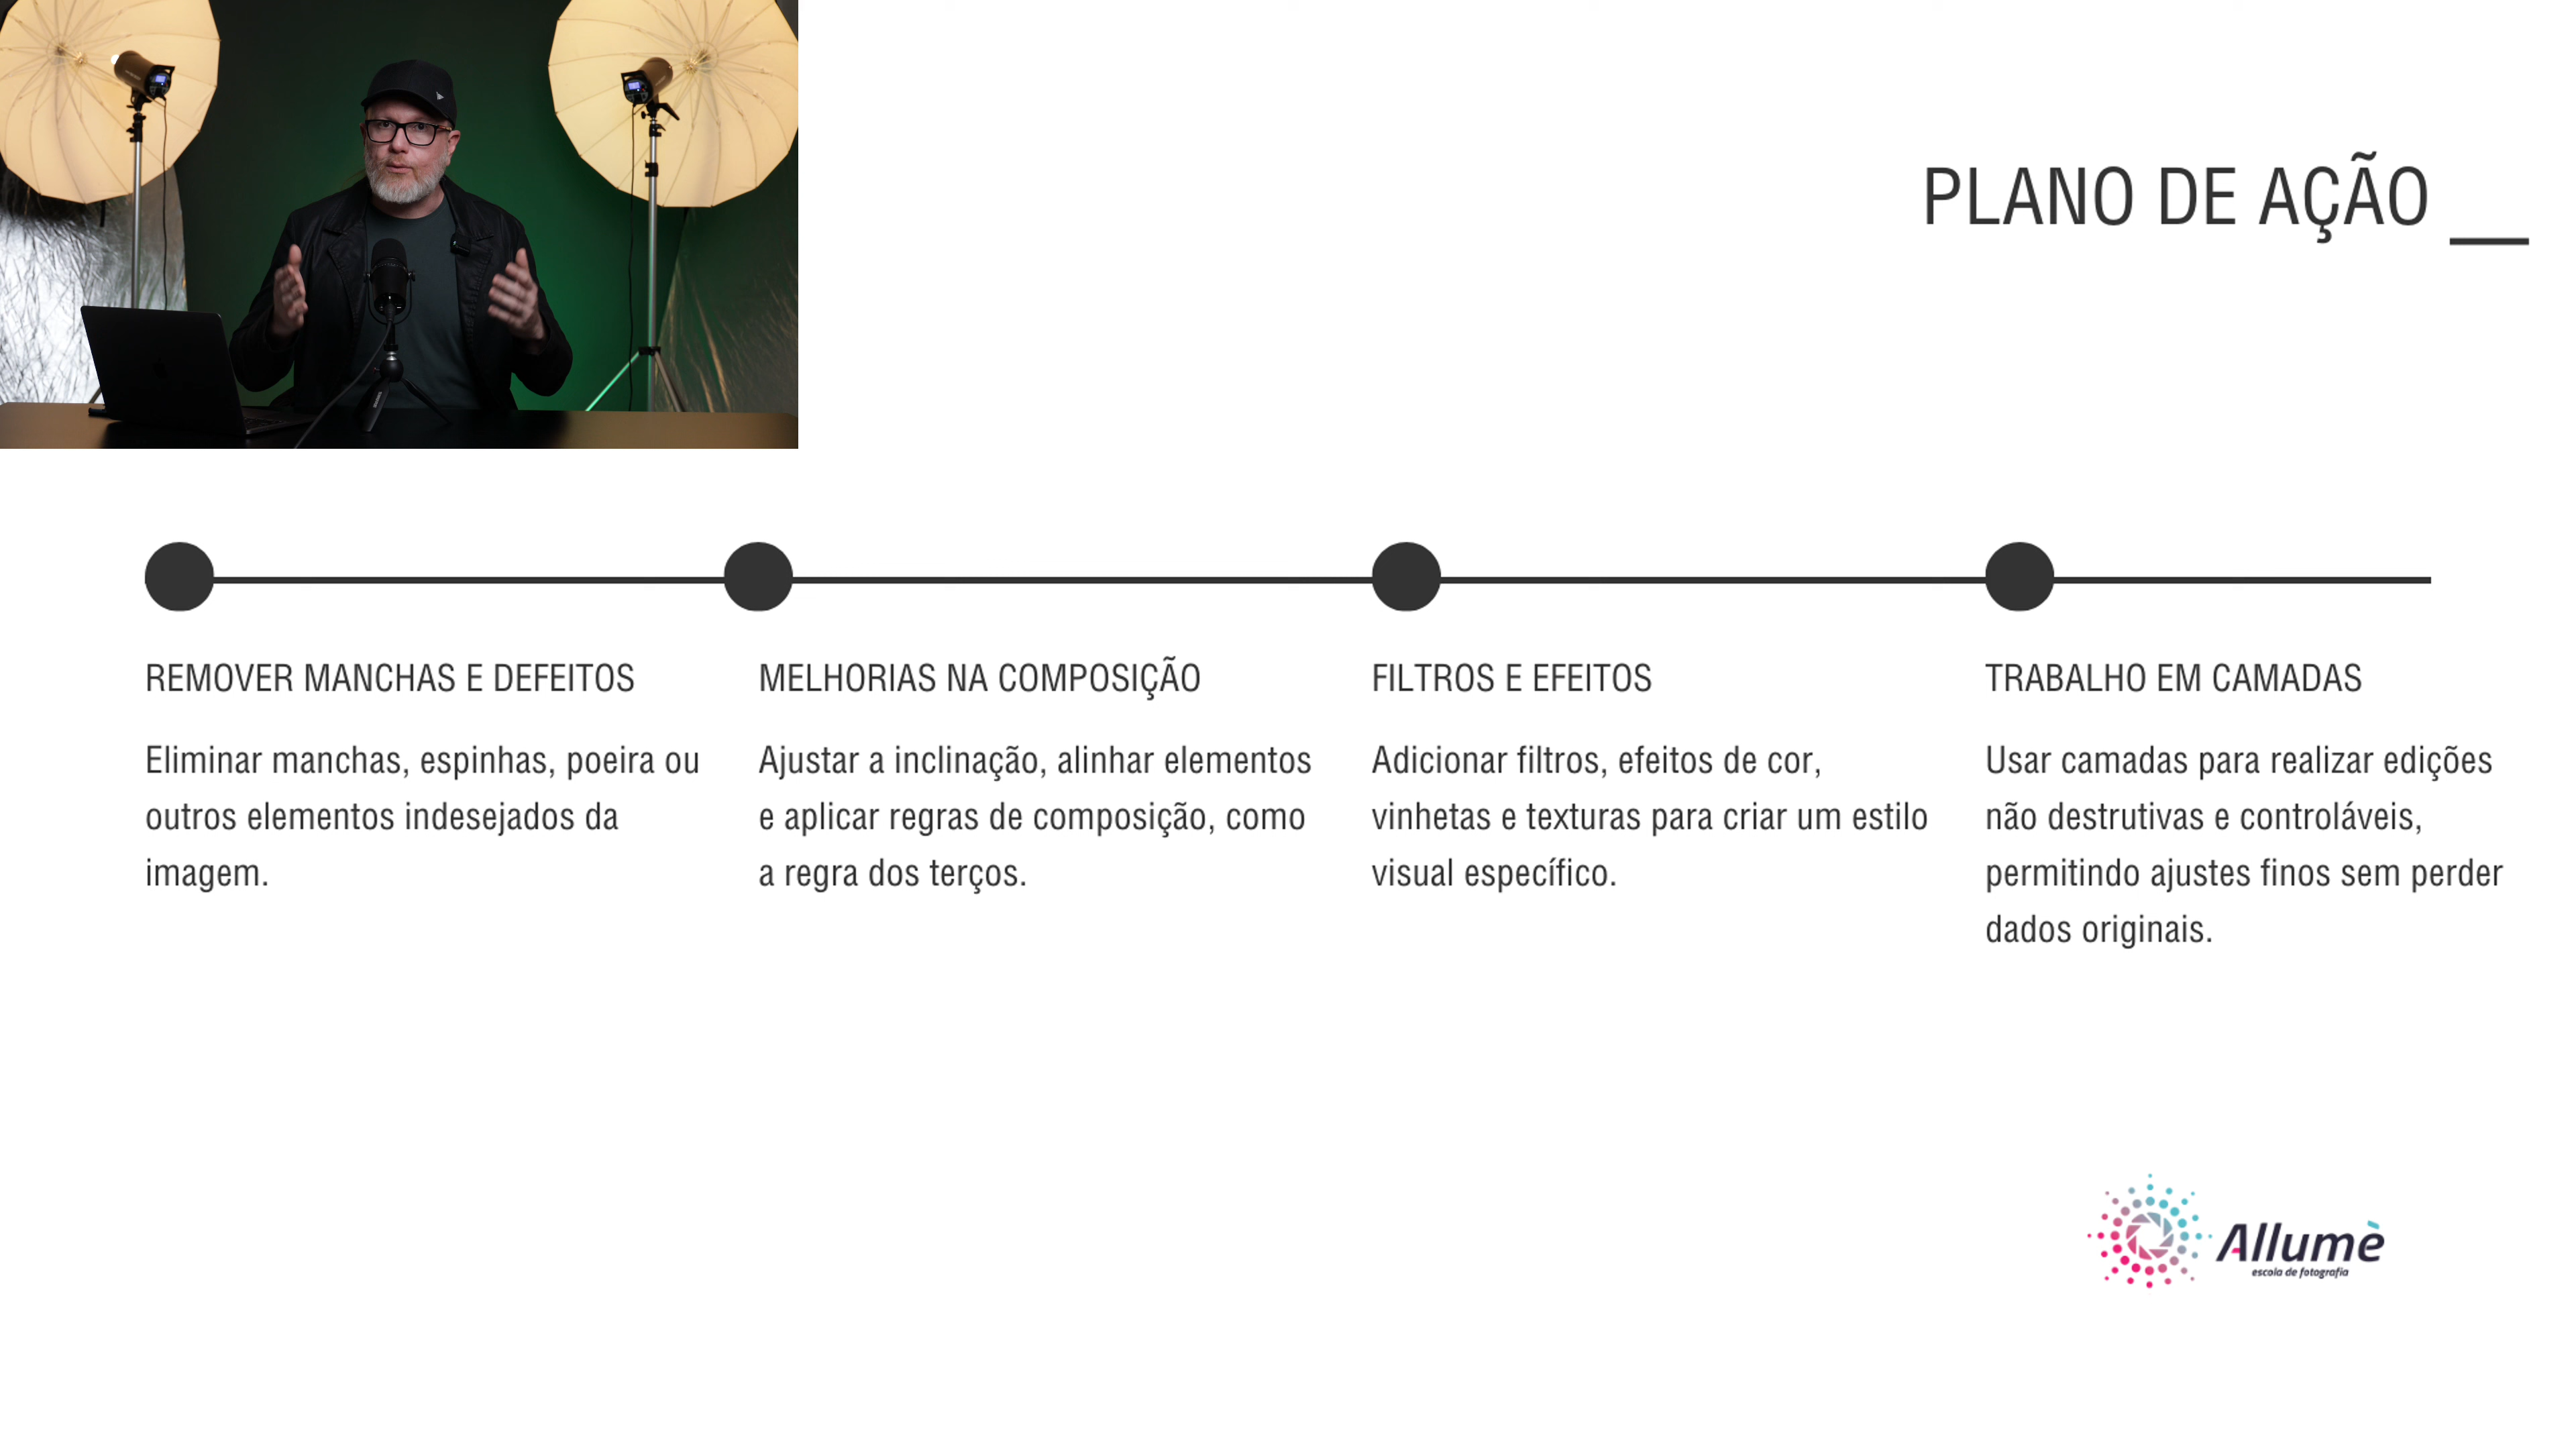 PLANO DE AÇÃO __
REMOVER MANCHAS E DEFEITOS
Eliminar manchas, espinhas, poeira ou
outros elementos indesejados da
imagem.
MELHORIAS NA COMPOSIÇÃO
Ajustar a inclinação, alinhar elementos
e aplicar regras de composição, como
a regra dos terços.
FILTROS E EFEITOS
Adicionar filtros, efeitos de cor,
vinhetas e texturas para criar um estilo
visual específico.
TRABALHO EM CAMADAS
Usar camadas para realizar edições
não destrutivas e controláveis,
permitindo ajustes finos sem perder
dados originais.
Allumè
escola de fotografia